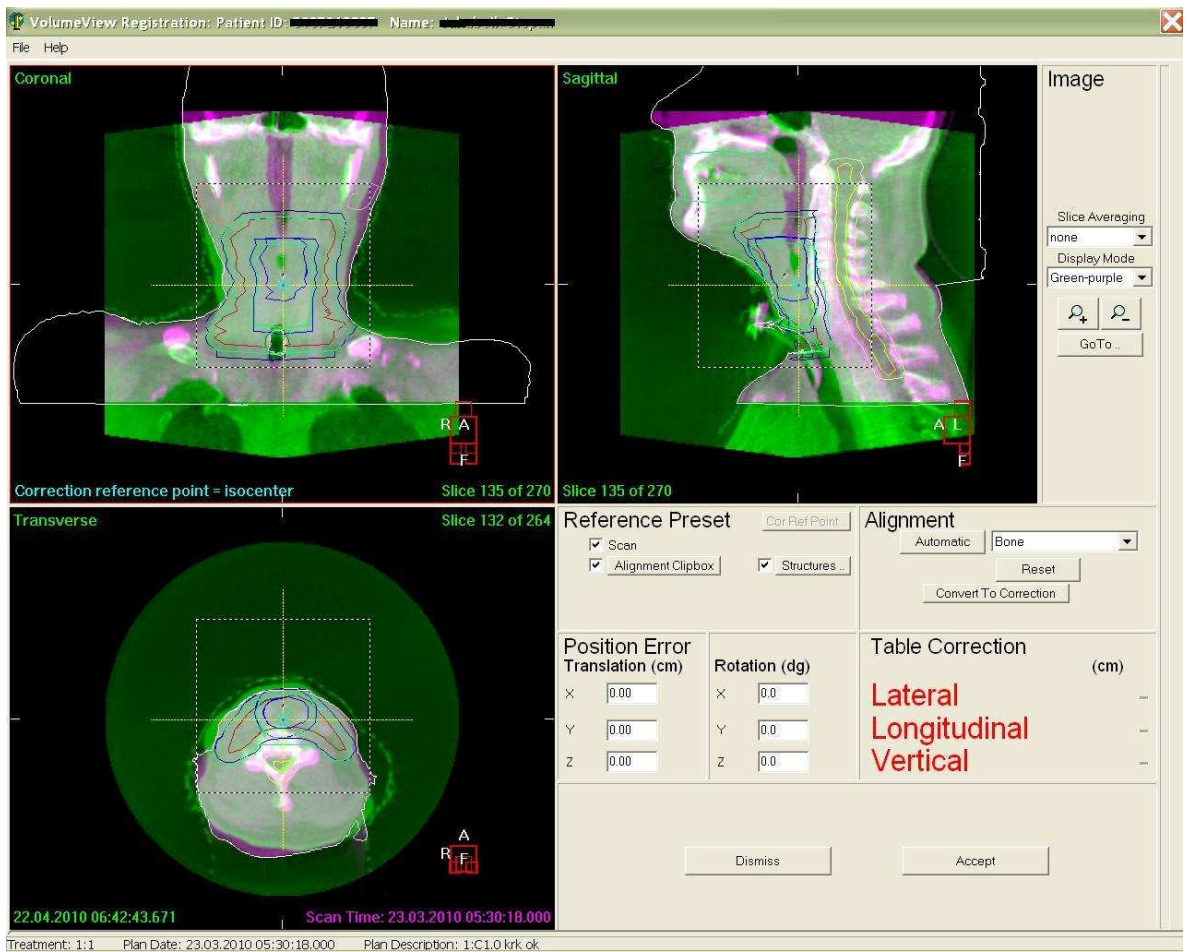 VolumeView Registration: Patient ID: Name:
File Help
Coronal
R A
F
Correction reference point = isocenter
Slice 135 of 270
Sagittal
A L
F
Slice 135 of 270
Image
Slice Averaging
none
Display Mode
Green-purple
GoTo ..
Transverse
Slice 132 of 264
A
R F
22.04.2010 06:42:43.671
Scan Time: 23.03.2010 05:30:18.000
Reference Preset
Cor Ref Point ..
Scan
Alignment Clipbox
Structures ..
Alignment
Automatic
Bone
Reset
Convert To Correction
Position Error
Translation (cm) Rotation (dg)
X 0.00 X 0.0
Y 0.00 Y 0.0
Z 0.00 Z 0.0
Table Correction
(cm)
Lateral -
Longitudinal -
Vertical -
Dismiss
Accept
Treatment: 1:1 Plan Date: 23.03.2010 05:30:18.000 Plan Description: 1:C1.0 krk ok